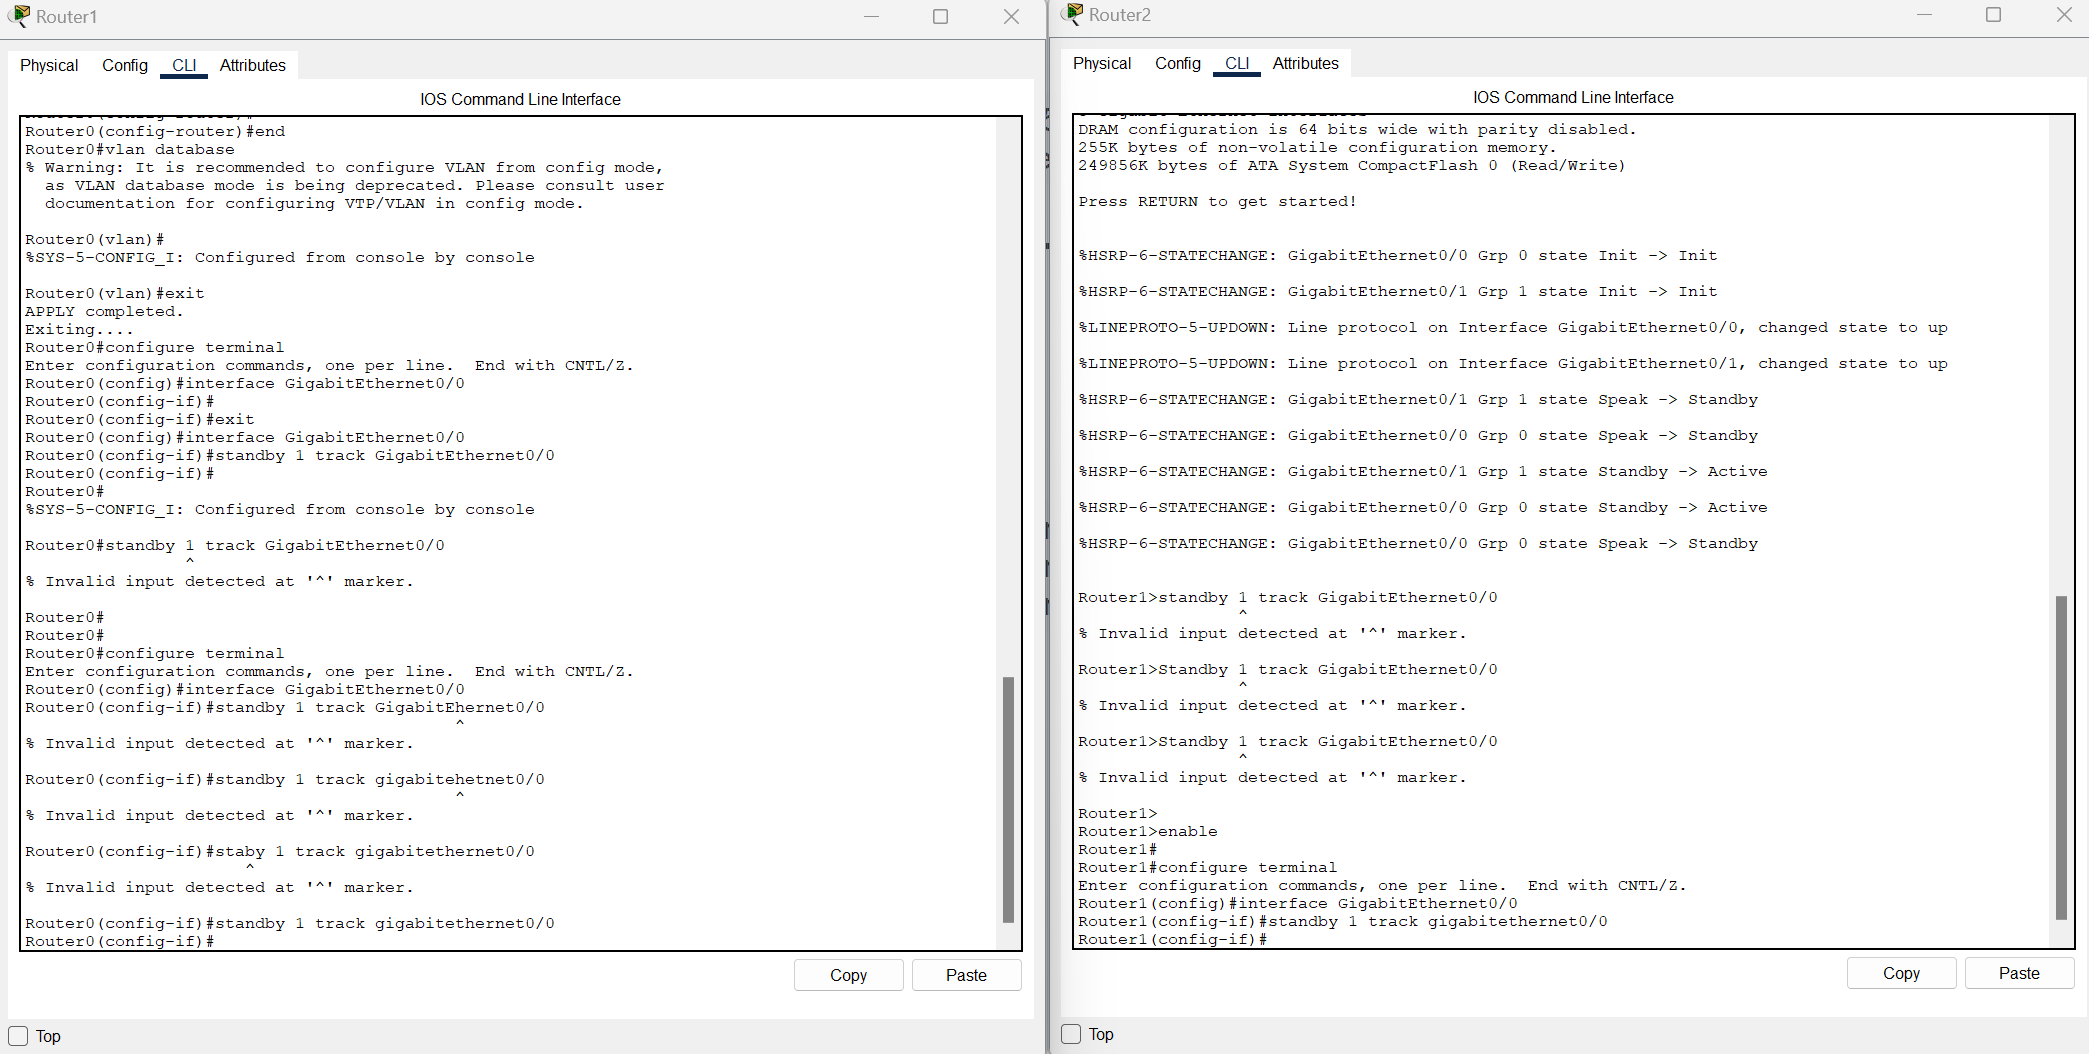 Router1
Physical Config CLI Attributes
IOS Command Line Interface
Router0(config-router)#end
Router0#vlan database
% Warning: It is recommended to configure VLAN from config mode,
as VLAN database mode is being deprecated. Please consult user
documentation for configuring VTP/VLAN in config mode.
Router0(vlan)#
%SYS-5-CONFIG_I: Configured from console by console
Router0(vlan)#exit
APPLY completed.
Exiting....
Router0#configure terminal
Enter configuration commands, one per line. End with CNTL/Z.
Router0(config)#interface GigabitEthernet0/0
Router0(config-if)#
Router0(config-if)#exit
Router0(config)#interface GigabitEthernet0/0
Router0(config-if)#standby 1 track GigabitEthernet0/0
Router0(config-if)#
Router0#
%SYS-5-CONFIG_I: Configured from console by console
Router0#standby 1 track GigabitEthernet0/0
^
% Invalid input detected at '^' marker.
Router0#
Router0#
Router0#configure terminal
Enter configuration commands, one per line. End with CNTL/Z.
Router0(config)#interface GigabitEthernet0/0
Router0(config-if)#standby 1 track GigabitEhernet0/0
^
% Invalid input detected at '^' marker.
Router0(config-if)#standby 1 track gigabitehetnet0/0
^
% Invalid input detected at '^' marker.
Router0(config-if)#staby 1 track gigabitethernet0/0
^
% Invalid input detected at '^' marker.
Router0(config-if)#standby 1 track gigabitethernet0/0
Router0(config-if)#
Copy Paste
Top
Router2
Physical Config CLI Attributes
IOS Command Line Interface
DRAM configuration is 64 bits wide with parity disabled.
255K bytes of non-volatile configuration memory.
249856K bytes of ATA System CompactFlash 0 (Read/Write)
Press RETURN to get started!
%HSRP-6-STATECHANGE: GigabitEthernet0/0 Grp 0 state Init -> Init
%HSRP-6-STATECHANGE: GigabitEthernet0/1 Grp 1 state Init -> Init
%LINEPROTO-5-UPDOWN: Line protocol on Interface GigabitEthernet0/0, changed state to up
%LINEPROTO-5-UPDOWN: Line protocol on Interface GigabitEthernet0/1, changed state to up
%HSRP-6-STATECHANGE: GigabitEthernet0/1 Grp 1 state Speak -> Standby
%HSRP-6-STATECHANGE: GigabitEthernet0/0 Grp 0 state Speak -> Standby
%HSRP-6-STATECHANGE: GigabitEthernet0/1 Grp 1 state Standby -> Active
%HSRP-6-STATECHANGE: GigabitEthernet0/0 Grp 0 state Standby -> Active
%HSRP-6-STATECHANGE: GigabitEthernet0/0 Grp 0 state Speak -> Standby
Router1>standby 1 track GigabitEthernet0/0
^
% Invalid input detected at '^' marker.
Router1>Standby 1 track GigabitEthernet0/0
^
% Invalid input detected at '^' marker.
Router1>Standby 1 track GigabitEthernet0/0
^
% Invalid input detected at '^' marker.
Router1>
Router1>enable
Router1#
Router1#configure terminal
Enter configuration commands, one per line. End with CNTL/Z.
Router1(config)#interface GigabitEthernet0/0
Router1(config-if)#standby 1 track gigabitethernet0/0
Router1(config-if)#
Copy Paste
Top